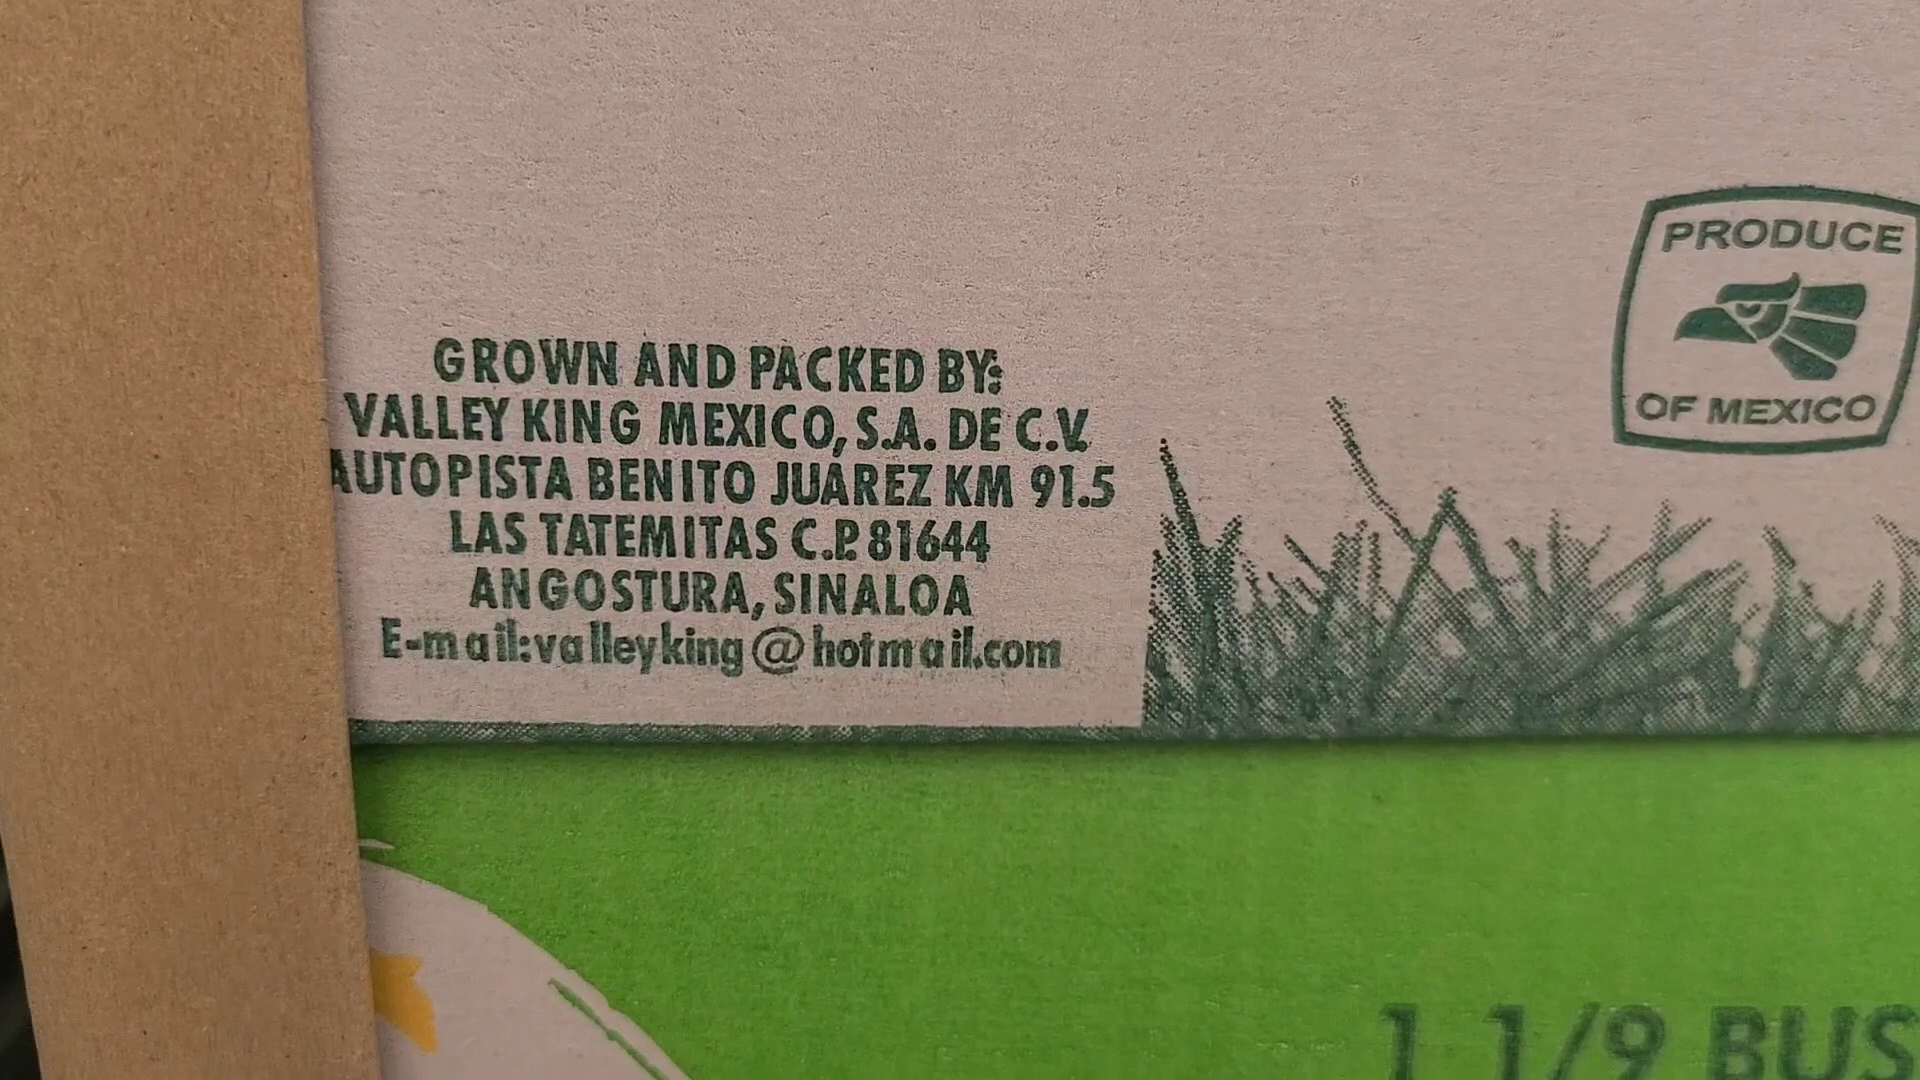 PRODUCE
OF MEXICO
GROWN AND PACKED BY:
VALLEY KING MEXICO, S.A. DE C.V.
AUTOPISTA BENITO JUAREZ KM 91.5
LAS TATEMITAS C.P. 81644
ANGOSTURA, SINALOA
E-mail:valleyking@hotmail.com
1 1/9 BUS